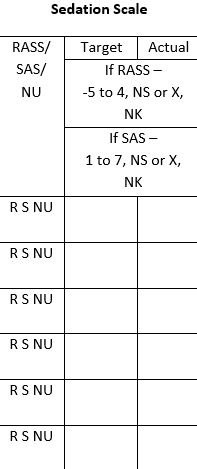 Sedation Scale
RASS/ Target Actual
SAS/ If RASS –
NU -5 to 4, NS or X,
NK
If SAS –
1 to 7, NS or X,
NK
R S NU
R S NU
R S NU
R S NU
R S NU
R S NU